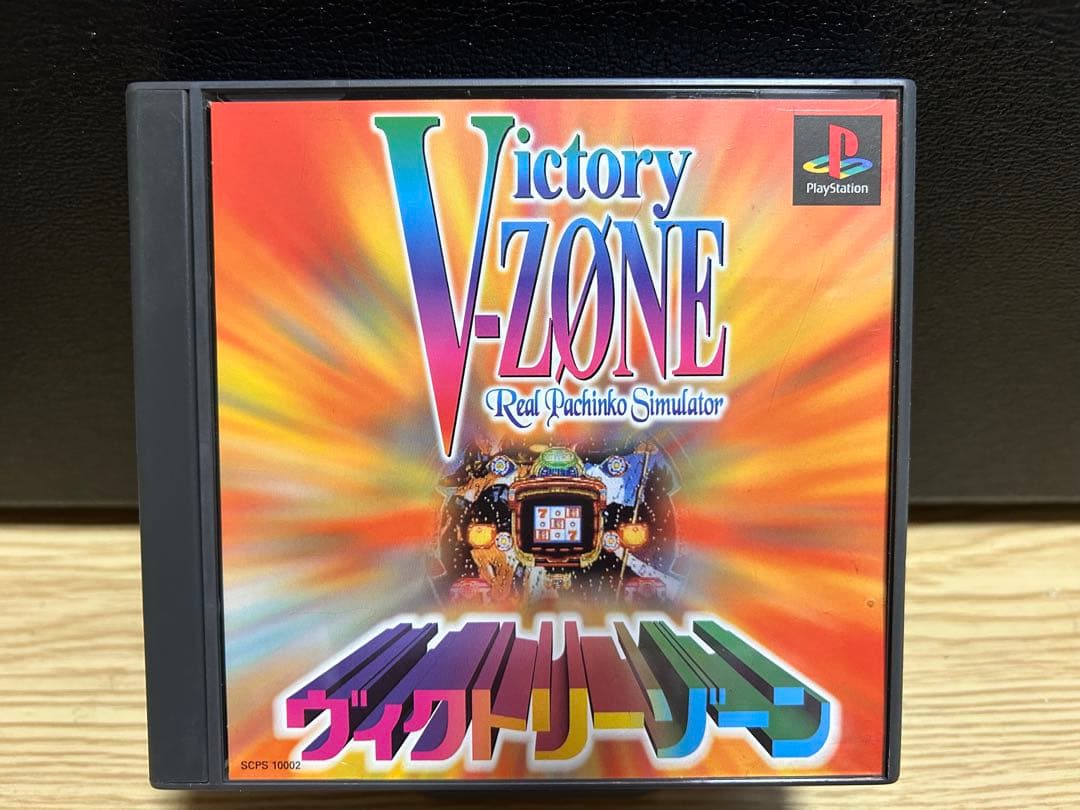 Victory
V-ZØNE
Real Pachinko Simulator
PlayStation
ヴィクトリーゾーン
SCPS 10002